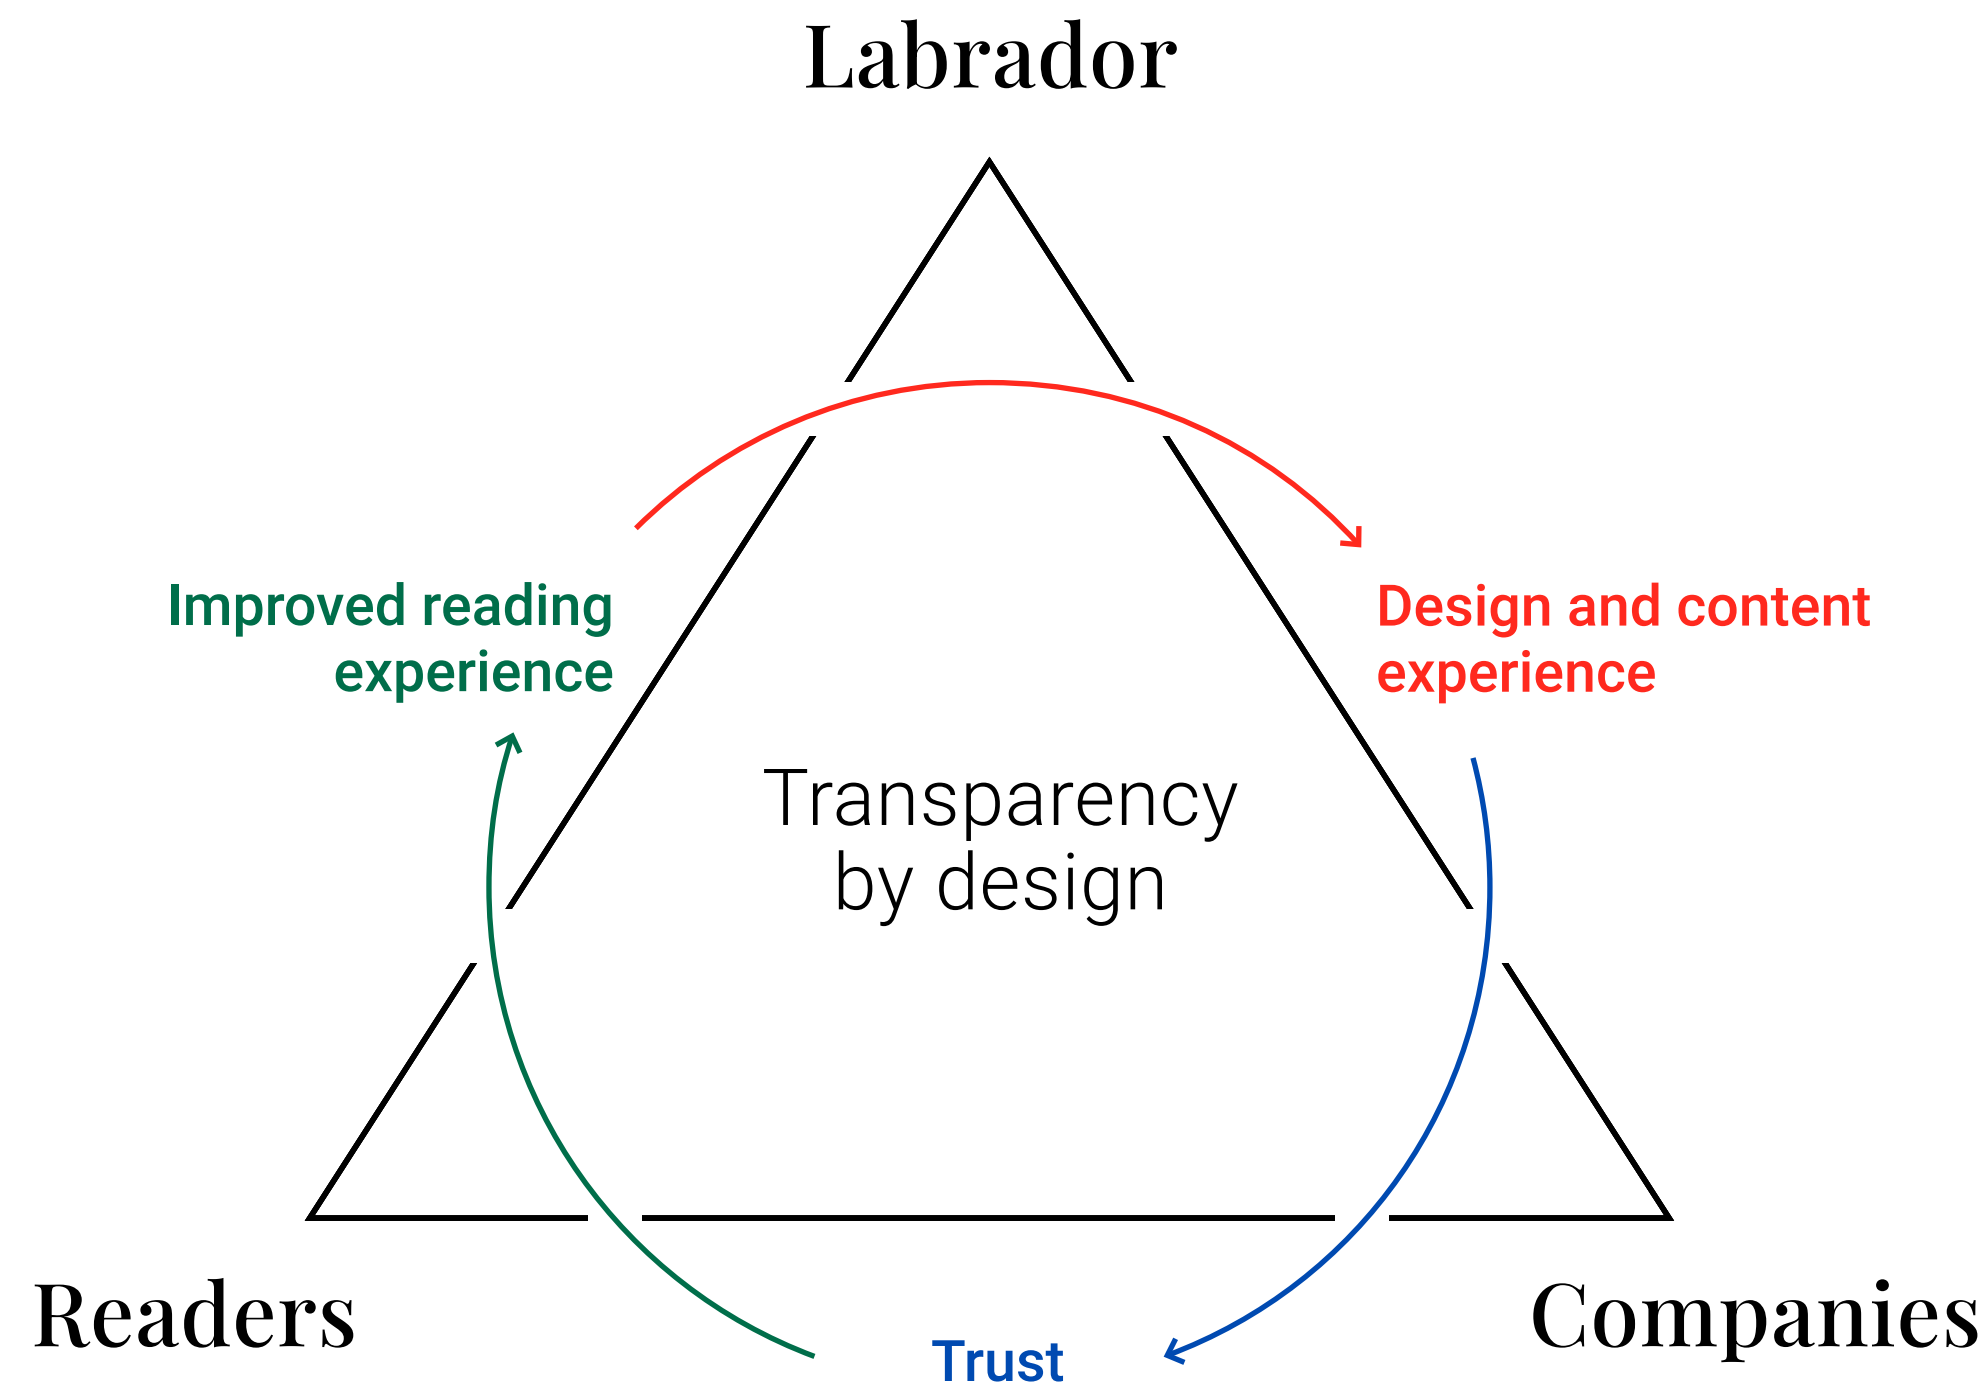 Labrador
Improved reading
experience
Design and content
experience
Transparency
by design
Readers
Companies
Trust